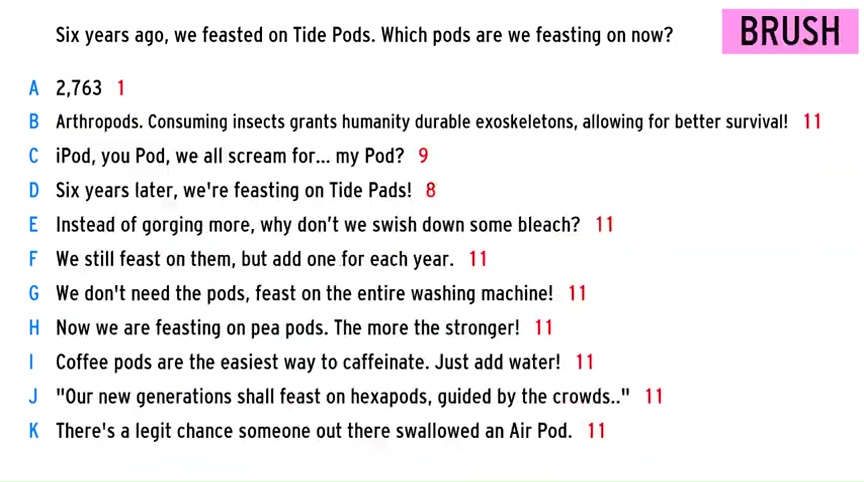 Six years ago, we feasted on Tide Pods. Which pods are we feasting on now?
BRUSH
A 2,763 1
B Arthropods. Consuming insects grants humanity durable exoskeletons, allowing for better survival! 11
C iPod, you Pod, we all scream for... my Pod? 9
D Six years later, we're feasting on Tide Pads! 8
E Instead of gorging more, why don't we swish down some bleach? 11
F We still feast on them, but add one for each year. 11
G We don't need the pods, feast on the entire washing machine! 11
H Now we are feasting on pea pods. The more the stronger! 11
I Coffee pods are the easiest way to caffeinate. Just add water! 11
J "Our new generations shall feast on hexapods, guided by the crowds.." 11
K There's a legit chance someone out there swallowed an Air Pod. 11